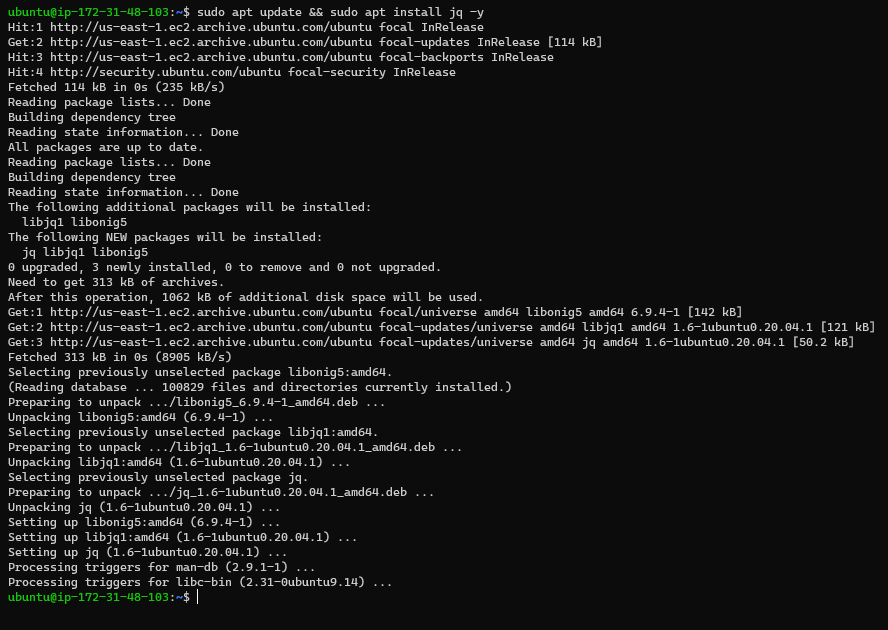 ubuntu@ip-172-31-48-103:~$ sudo apt update && sudo apt install jq -y
Hit:1 http://us-east-1.ec2.archive.ubuntu.com/ubuntu focal InRelease
Get:2 http://us-east-1.ec2.archive.ubuntu.com/ubuntu focal-updates InRelease [114 kB]
Hit:3 http://us-east-1.ec2.archive.ubuntu.com/ubuntu focal-backports InRelease
Hit:4 http://security.ubuntu.com/ubuntu focal-security InRelease
Fetched 114 kB in 0s (235 kB/s)
Reading package lists... Done
Building dependency tree
Reading state information... Done
All packages are up to date.
Reading package lists... Done
Building dependency tree
Reading state information... Done
The following additional packages will be installed:
  libjq1 libonig5
The following NEW packages will be installed:
  jq libjq1 libonig5
0 upgraded, 3 newly installed, 0 to remove and 0 not upgraded.
Need to get 313 kB of archives.
After this operation, 1062 kB of additional disk space will be used.
Get:1 http://us-east-1.ec2.archive.ubuntu.com/ubuntu focal/universe amd64 libonig5 amd64 6.9.4-1 [142 kB]
Get:2 http://us-east-1.ec2.archive.ubuntu.com/ubuntu focal-updates/universe amd64 libjq1 amd64 1.6-1ubuntu0.20.04.1 [121 kB]
Get:3 http://us-east-1.ec2.archive.ubuntu.com/ubuntu focal-updates/universe amd64 jq amd64 1.6-1ubuntu0.20.04.1 [50.2 kB]
Fetched 313 kB in 0s (8905 kB/s)
Selecting previously unselected package libonig5:amd64.
(Reading database ... 100829 files and directories currently installed.)
Preparing to unpack .../libonig5_6.9.4-1_amd64.deb ...
Unpacking libonig5:amd64 (6.9.4-1) ...
Selecting previously unselected package libjq1:amd64.
Preparing to unpack .../libjq1_1.6-1ubuntu0.20.04.1_amd64.deb ...
Unpacking libjq1:amd64 (1.6-1ubuntu0.20.04.1) ...
Selecting previously unselected package jq.
Preparing to unpack .../jq_1.6-1ubuntu0.20.04.1_amd64.deb ...
Unpacking jq (1.6-1ubuntu0.20.04.1) ...
Setting up libonig5:amd64 (6.9.4-1) ...
Setting up libjq1:amd64 (1.6-1ubuntu0.20.04.1) ...
Setting up jq (1.6-1ubuntu0.20.04.1) ...
Processing triggers for man-db (2.9.1-1) ...
Processing triggers for libc-bin (2.31-0ubuntu9.14) ...
ubuntu@ip-172-31-48-103:~$